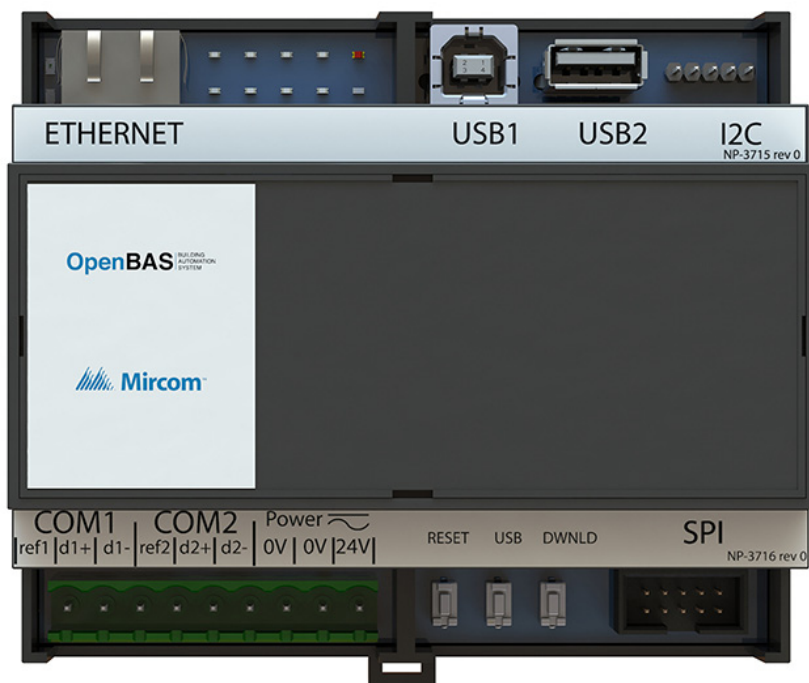 ETHERNET USB1 USB2 I2C
NP-3715 rev 0
OpenBAS BUILDING
AUTOMATION
SYSTEM
Mircom™
COM1 COM2 Power
ref1 d1+ d1- ref2 d2+ d2- 0V 0V 24V
RESET USB DWNLD SPI
NP-3716 rev 0